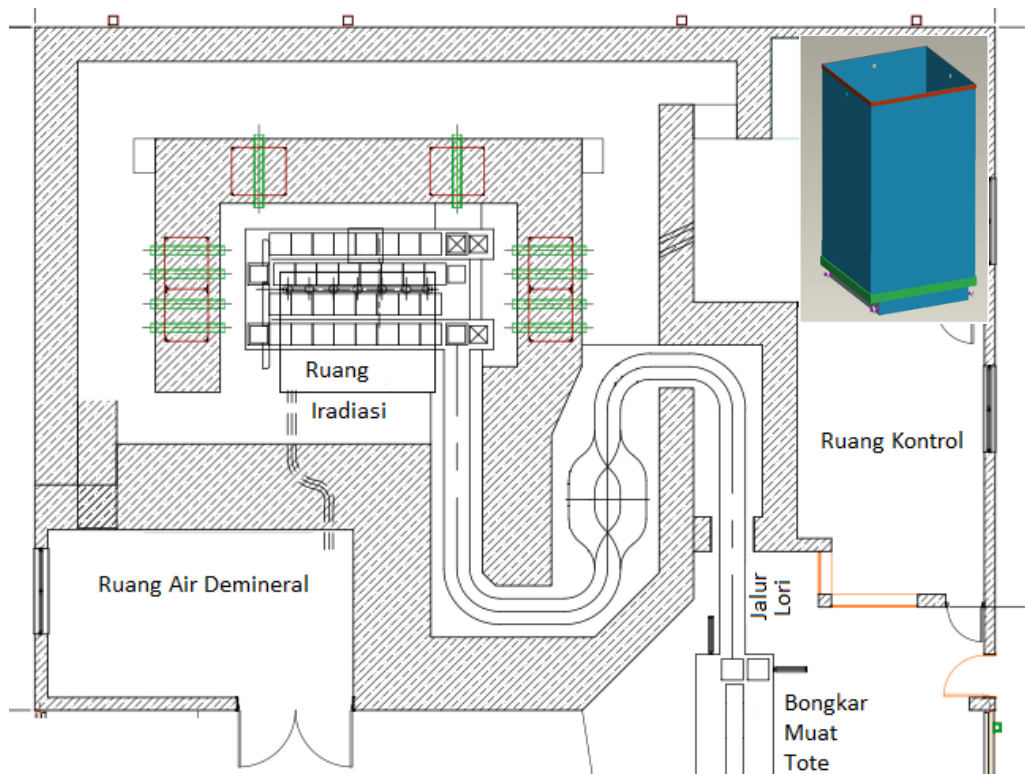 Ruang
Iradiasi
Ruang Kontrol
Ruang Air Demineral
Jalur
Lori
Bongkar
Muat
Tote